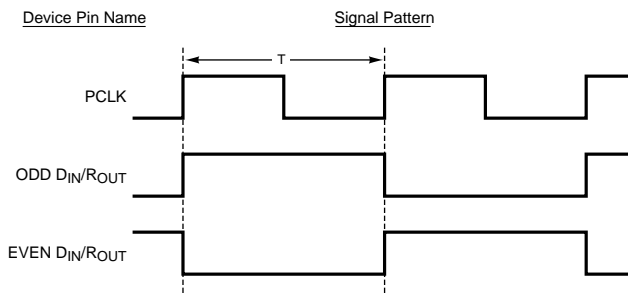 Device Pin Name
Signal Pattern
T
PCLK
ODD DIN/ROUT
EVEN DIN/ROUT